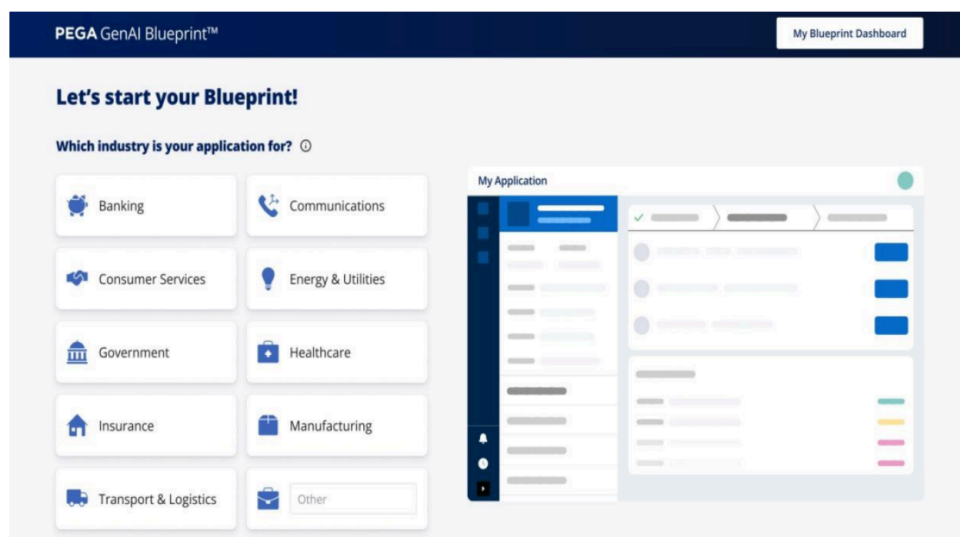 PEGA GenAI Blueprint™
My Blueprint Dashboard
Let's start your Blueprint!
Which industry is your application for?
Banking
Communications
Consumer Services
Energy & Utilities
Government
Healthcare
Insurance
Manufacturing
Transport & Logistics
Other
My Application